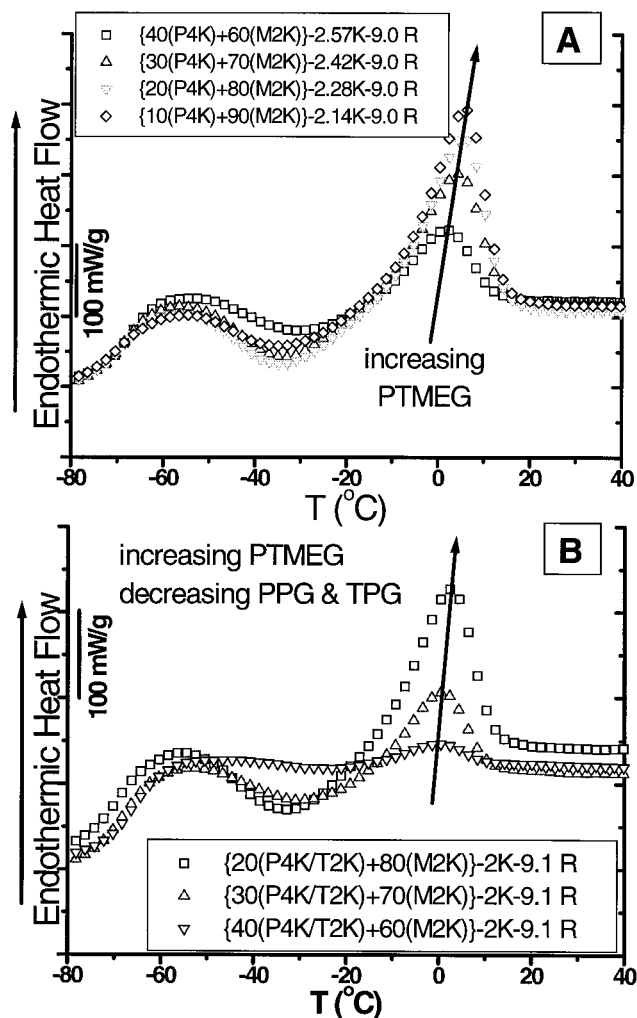 A
{40(P4K)+60(M2K)}-2.57K-9.0 R
{30(P4K)+70(M2K)}-2.42K-9.0 R
{20(P4K)+80(M2K)}-2.28K-9.0 R
{10(P4K)+90(M2K)}-2.14K-9.0 R
Endothermic Heat Flow
100 mW/g
increasing
PTMEG
-80 -60 -40 -20 0 20 40
T (°C)
B
increasing PTMEG
decreasing PPG & TPG
Endothermic Heat Flow
100 mW/g
{20(P4K/T2K)+80(M2K)}-2K-9.1 R
{30(P4K/T2K)+70(M2K)}-2K-9.1 R
{40(P4K/T2K)+60(M2K)}-2K-9.1 R
-80 -60 -40 -20 0 20 40
T (°C)